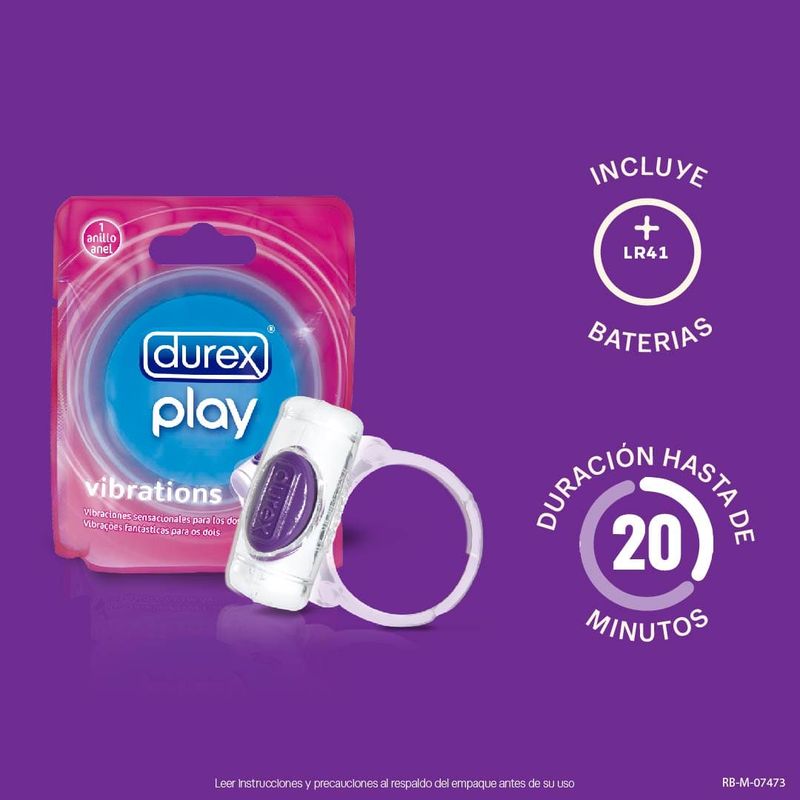 1
anillo
anel
durex®
play
vibrations
Vibraciones sensacionales para los dos
Vibrações fantásticas para os dois
durex
INCLUYE
+
LR41
BATERIAS
DURACIÓN HASTA DE
20
MINUTOS
Leer Instrucciones y precauciones al respaldo del empaque antes de su uso
RB-M-07473